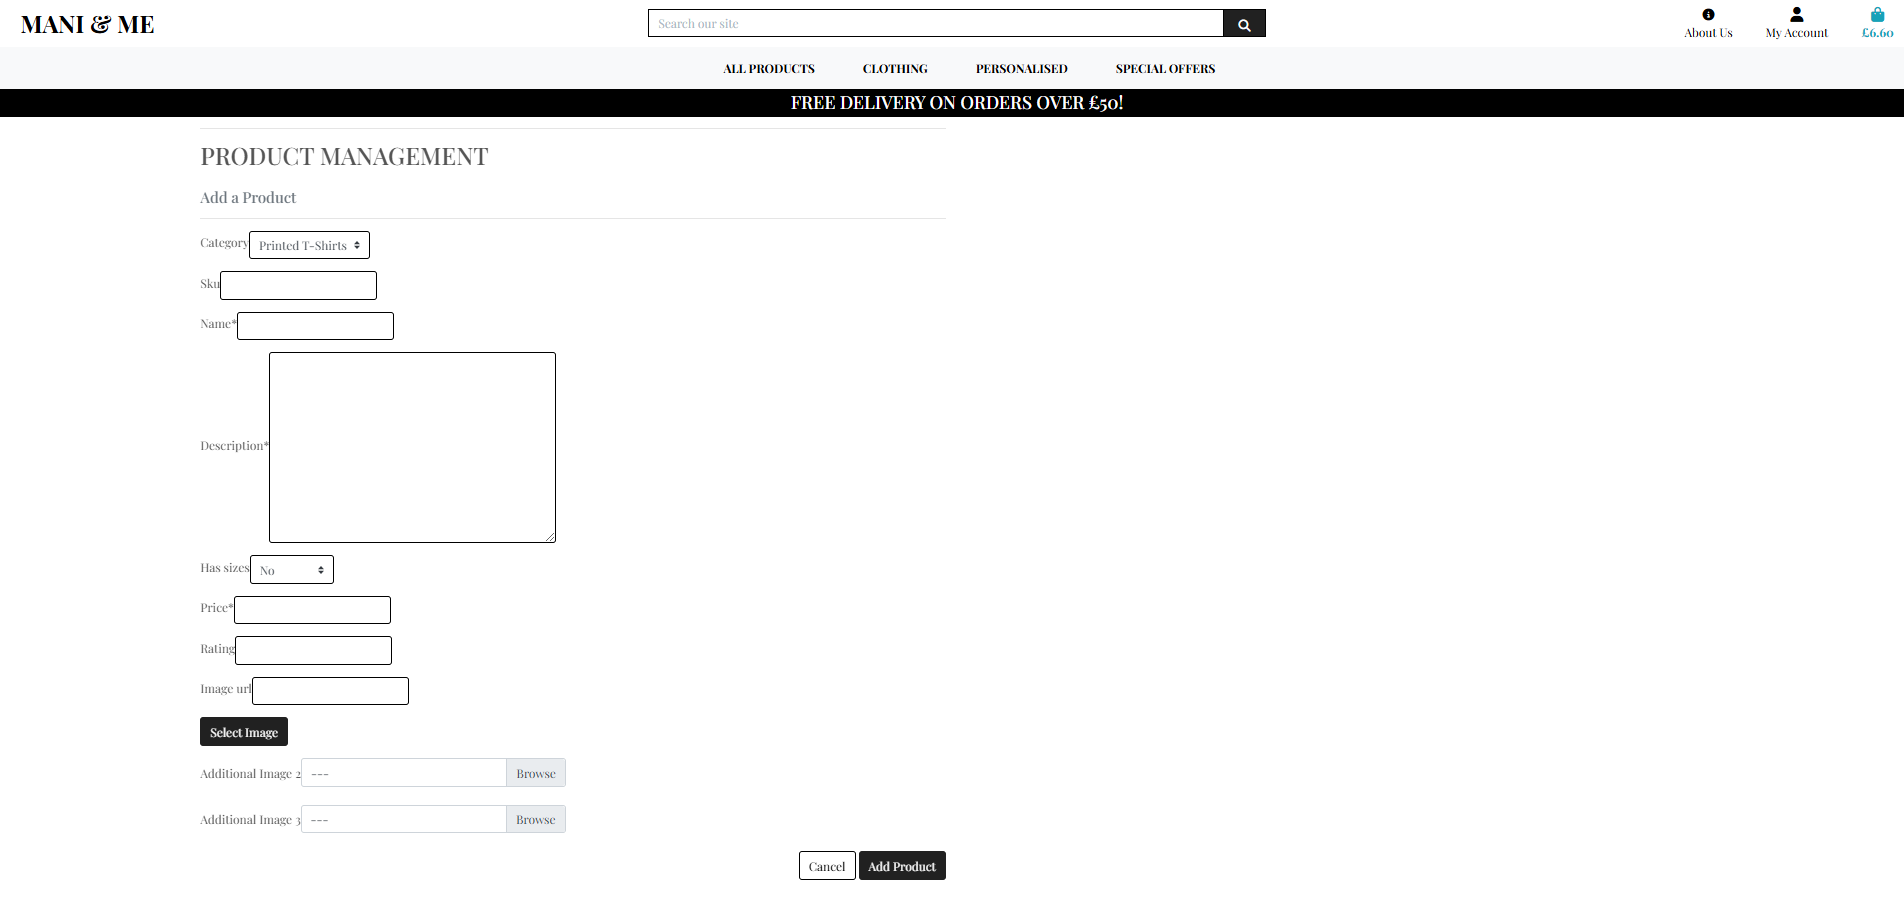 MANI & ME
Search our site
About Us
My Account
£6.60
ALL PRODUCTS CLOTHING PERSONALISED SPECIAL OFFERS
FREE DELIVERY ON ORDERS OVER £50!
PRODUCT MANAGEMENT
Add a Product
Category Printed T-Shirts
Sku
Name*
Description*
Has sizes No
Price*
Rating
Image url
Select Image
Additional Image 2 --- Browse
Additional Image 3 --- Browse
Cancel Add Product